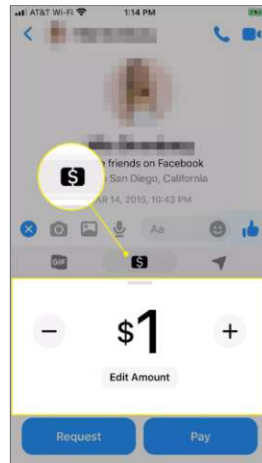 AT&T Wi-Fi 1:14 PM
e friends on Facebook
San Diego, California
AR 14, 2015, 10:43 PM
Aa
GIF
$
$1
Edit Amount
Request
Pay